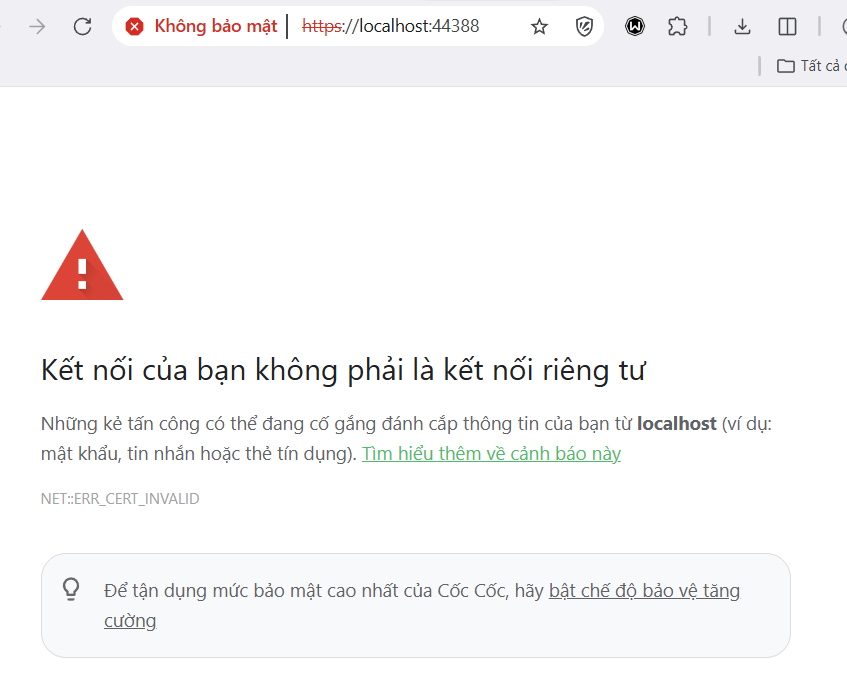 Không bảo mật https://localhost:44388
Tất cả
Kết nối của bạn không phải là kết nối riêng tư
Những kẻ tấn công có thể đang cố gắng đánh cắp thông tin của bạn từ localhost (ví dụ:
mật khẩu, tin nhắn hoặc thẻ tín dụng). Tìm hiểu thêm về cảnh báo này
NET::ERR_CERT_INVALID
Để tận dụng mức bảo mật cao nhất của Cốc Cốc, hãy bật chế độ bảo vệ tăng
cường